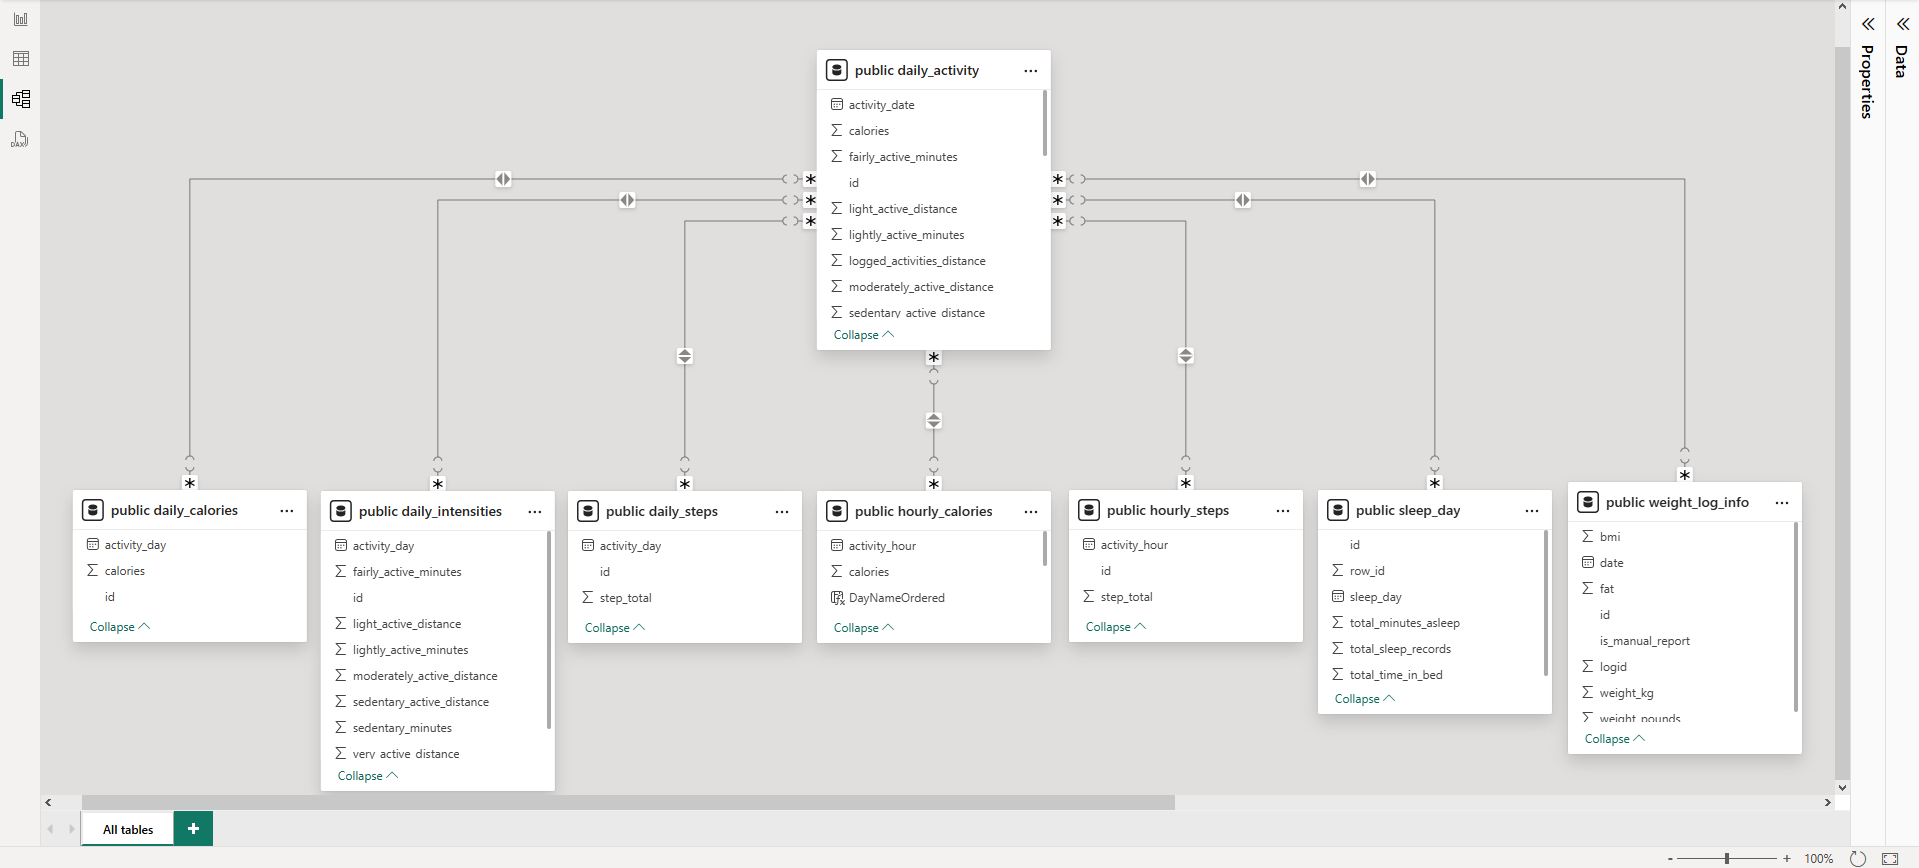 public daily_activity
activity_date
calories
fairly_active_minutes
id
light_active_distance
lightly_active_minutes
logged_activities_distance
moderately_active_distance
sedentary_active_distance
Collapse
public daily_calories
activity_day
calories
id
Collapse
public daily_intensities
activity_day
fairly_active_minutes
id
light_active_distance
lightly_active_minutes
moderately_active_distance
sedentary_active_distance
sedentary_minutes
very_active_distance
Collapse
public daily_steps
activity_day
id
step_total
Collapse
public hourly_calories
activity_hour
calories
DayNameOrdered
Collapse
public hourly_steps
activity_hour
id
step_total
Collapse
public sleep_day
id
row_id
sleep_day
total_minutes_asleep
total_sleep_records
total_time_in_bed
Collapse
public weight_log_info
bmi
date
fat
id
is_manual_report
logid
weight_kg
weight_pounds
Collapse
Properties
Data
DAX
All tables
+
- + 100%